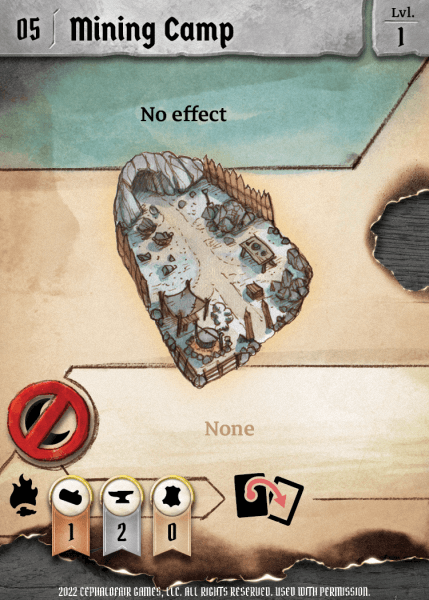 05 Mining Camp
Lvl.
1
No effect
None
1 2 0
2022 CEPHALOFAIR GAMES, LLC. ALL RIGHTS RESERVED. USED WITH PERMISSION.